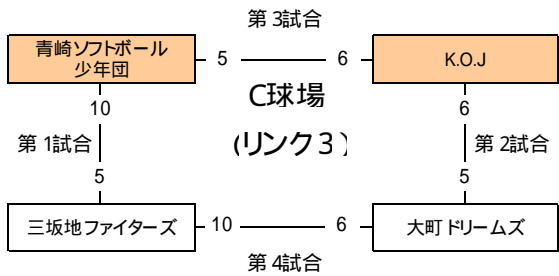 第3試合
青崎ソフトボール
少年団
5
6
K.O.J
10
C球場
6
第1試合
(リンク3)
第2試合
5
5
三坂地ファイターズ
10
6
大町ドリームズ
第4試合